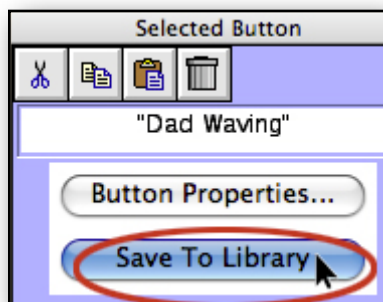 Selected Button
"Dad Waving"
Button Properties...
Save To Library